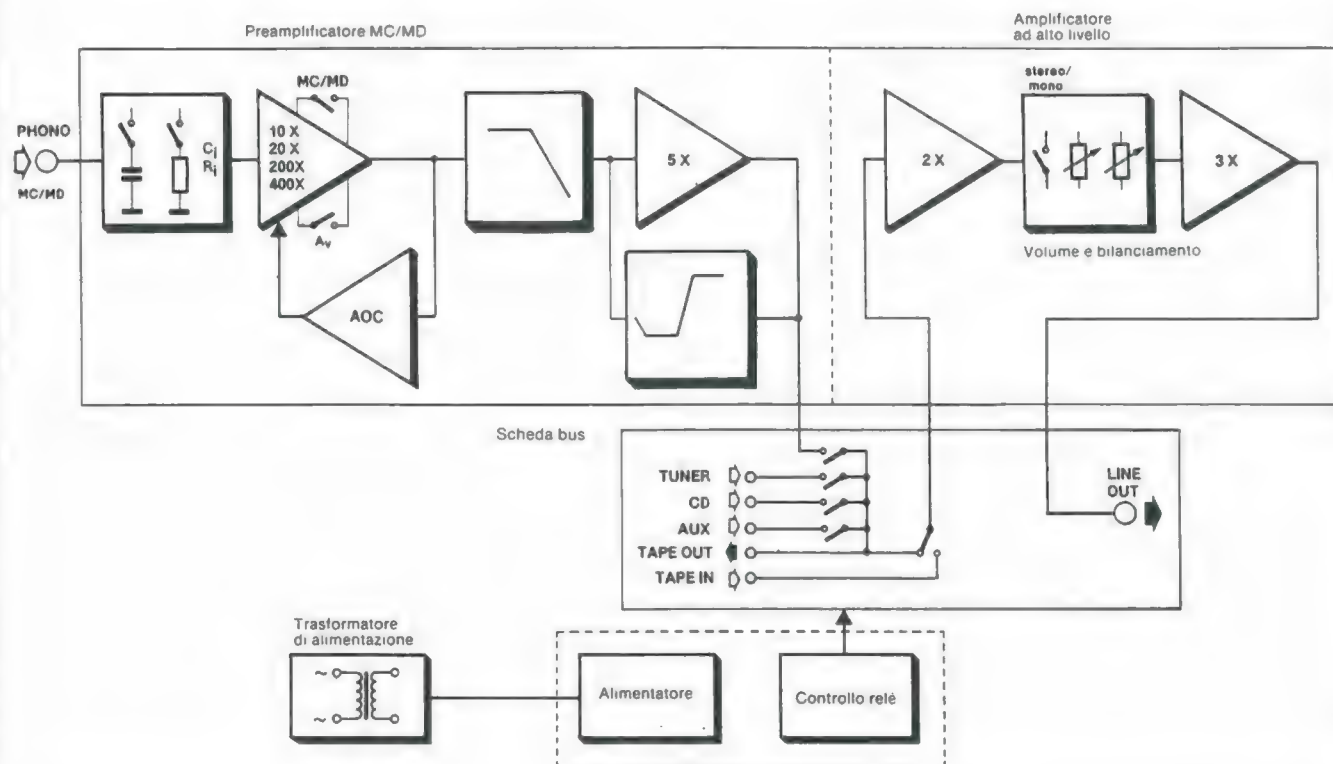 Preamplificatore MC/MD
Amplificatore
ad alto livello
PHONO
MC/MD
Ci
Ri
MC/MD
10 X
20 X
200X
400X
Av
AOC
5 X
2 X
stereo/
mono
3 X
Volume e bilanciamento
Scheda bus
TUNER
CD
AUX
TAPE OUT
TAPE IN
LINE
OUT
Trasformatore
di alimentazione
~
~
Alimentatore
Controllo relè